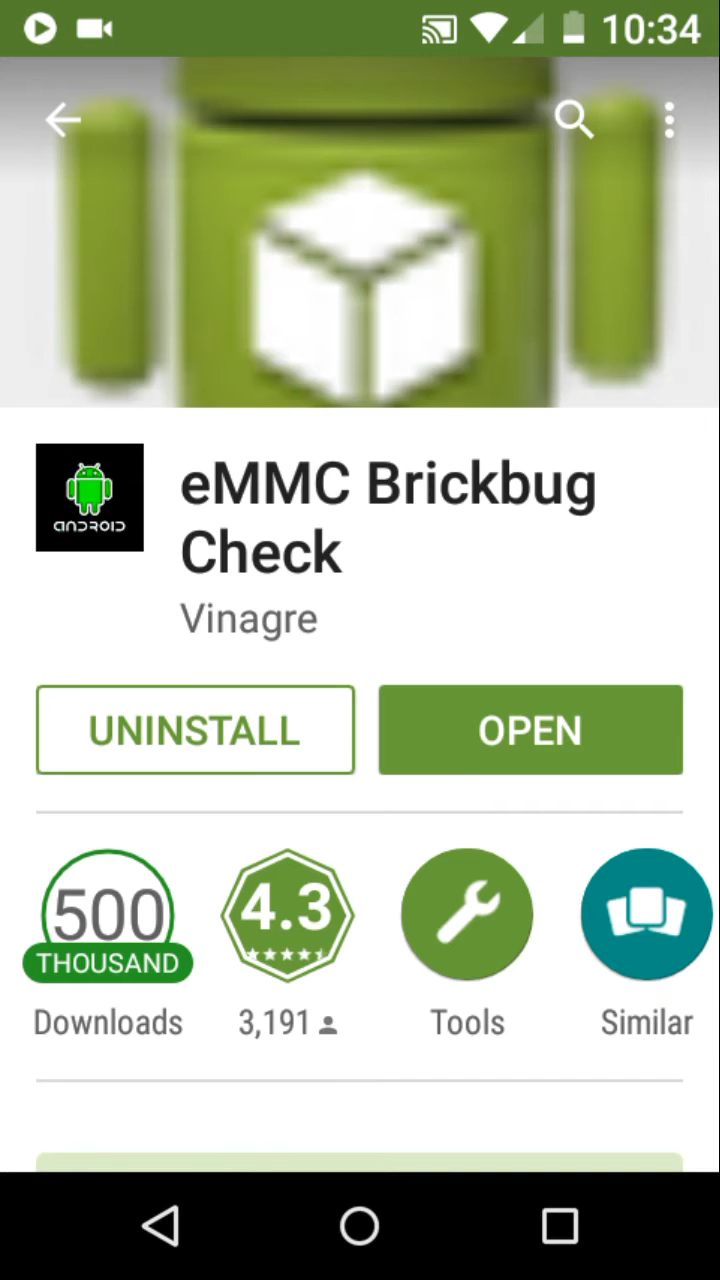 10:34
eMMC Brickbug
Check
Vinagre
ANDROID
UNINSTALL
OPEN
500
THOUSAND
Downloads
4.3
3,191
Tools
Similar